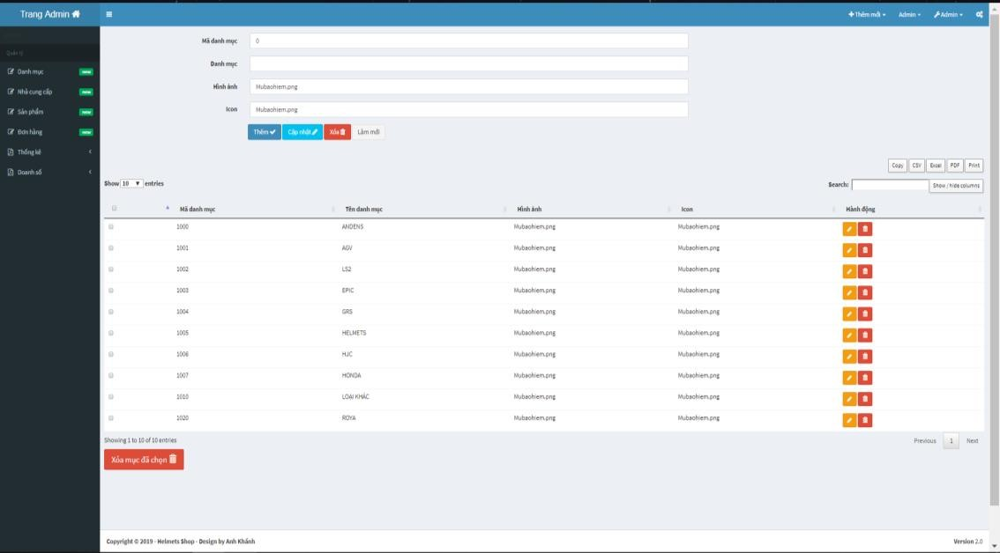 Trang Admin
Thêm mới
Admin
Admin
Quản lý
Danh mục new
Nhà cung cấp new
Sản phẩm new
Đơn hàng new
Thống kê
Doanh số
Mã danh mục 0
Danh mục
Hình ảnh Mubaohiem.png
Icon Mubaohiem.png
Thêm Cập nhật Xóa Làm mới
Copy CSV Excel PDF Print
Show 10 entries
Search: Show / hide columns
Mã danh mục Tên danh mục Hình ảnh Icon Hành động
1000 ANDENS Mubaohiem.png Mubaohiem.png
1001 AGV Mubaohiem.png Mubaohiem.png
1002 LS2 Mubaohiem.png Mubaohiem.png
1003 EPIC Mubaohiem.png Mubaohiem.png
1004 GRS Mubaohiem.png Mubaohiem.png
1005 HELMETS Mubaohiem.png Mubaohiem.png
1006 HJC Mubaohiem.png Mubaohiem.png
1007 HONDA Mubaohiem.png Mubaohiem.png
1010 LOẠI KHÁC Mubaohiem.png Mubaohiem.png
1020 ROYA Mubaohiem.png Mubaohiem.png
Showing 1 to 10 of 10 entries
Previous 1 Next
Xóa mục đã chọn
Copyright © 2019 - Helmets Shop - Design by Anh Khánh
Version 2.0